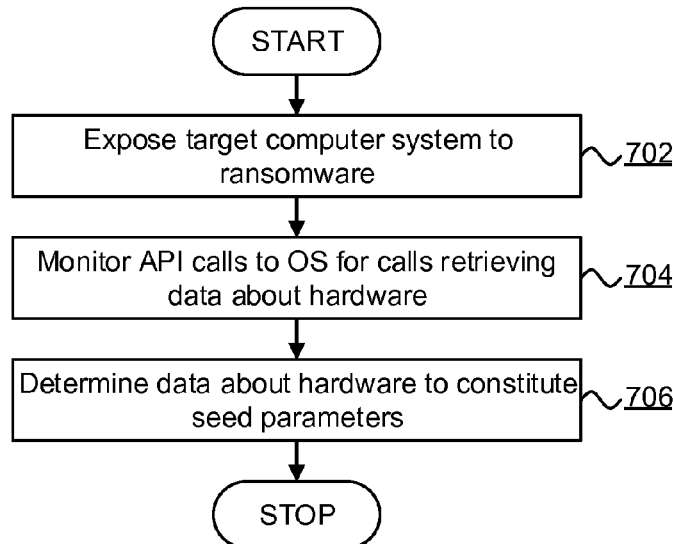 START
Expose target computer system to
ransomware
702
Monitor API calls to OS for calls retrieving
data about hardware
704
Determine data about hardware to constitute
seed parameters
706
STOP